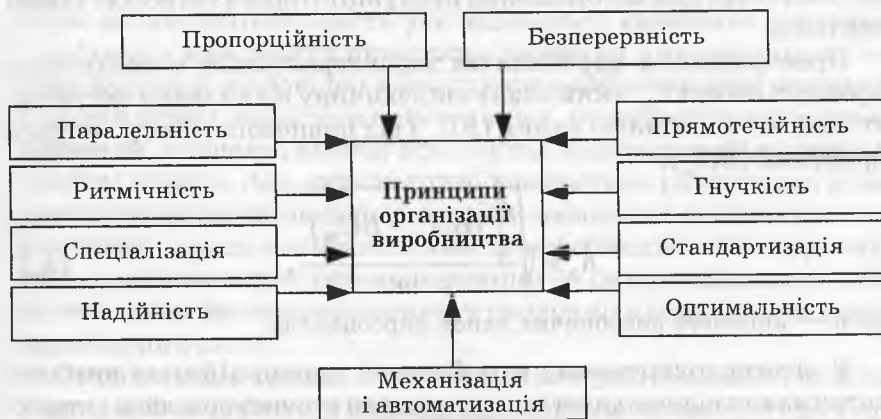 Пропорційність
Безперервність
Паралельність
Прямотечійність
Ритмічність
Принципи
організації
виробництва
Гнучкість
Спеціалізація
Стандартизація
Надійність
Оптимальність
Механізація
і автоматизація